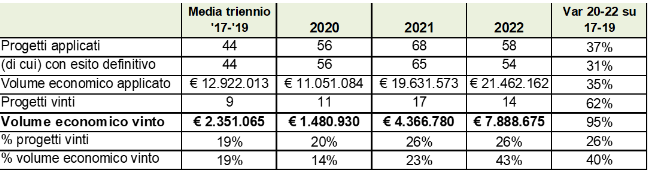 Media triennio '17-'19 2020 2021 2022 Var 20-22 su 17-19
Progetti applicati 44 56 68 58 37%
(di cui) con esito definitivo 44 56 65 54 31%
Volume economico applicato € 12.922.013 € 11.051.084 € 19.631.573 € 21.462.162 35%
Progetti vinti 9 11 17 14 62%
Volume economico vinto € 2.351.065 € 1.480.930 € 4.366.780 € 7.888.675 95%
% progetti vinti 19% 20% 26% 26% 26%
% volume economico vinto 19% 14% 23% 43% 40%